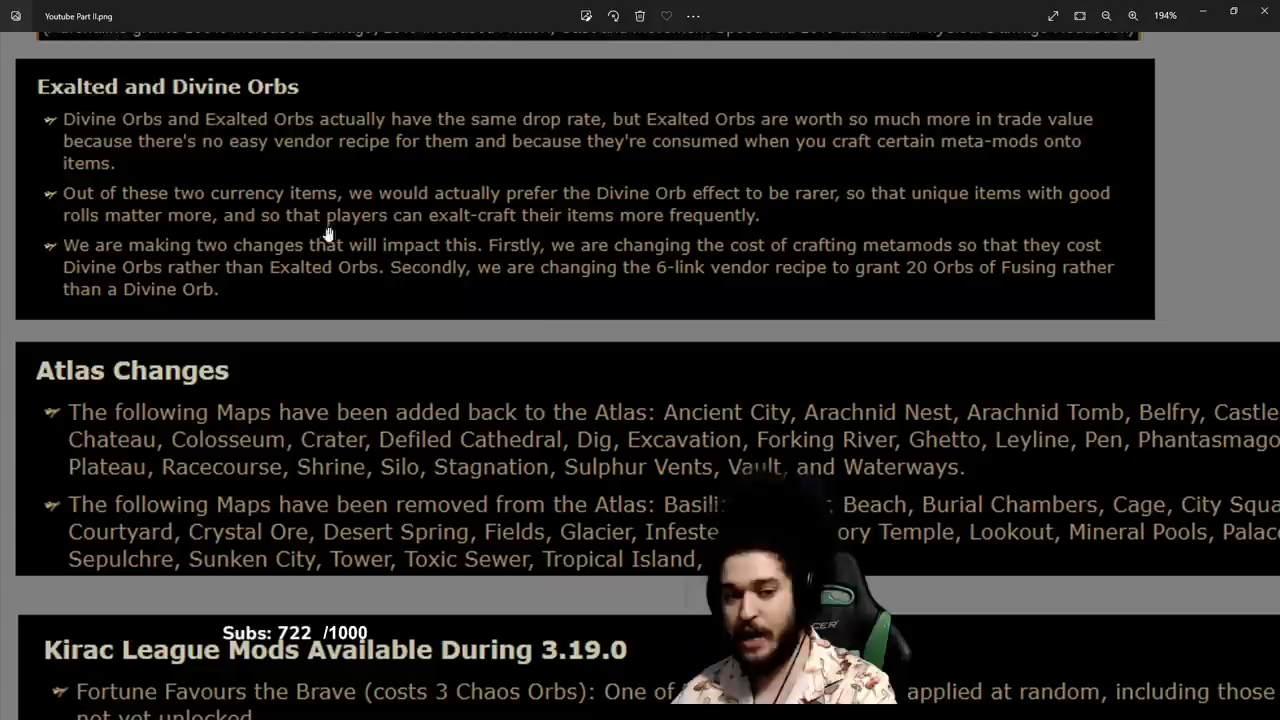 Youtube Part II.png
194%
Exalted and Divine Orbs
Divine Orbs and Exalted Orbs actually have the same drop rate, but Exalted Orbs are worth so much more in trade value
because there's no easy vendor recipe for them and because they're consumed when you craft certain meta-mods onto
items.
Out of these two currency items, we would actually prefer the Divine Orb effect to be rarer, so that unique items with good
rolls matter more, and so that players can exalt-craft their items more frequently.
We are making two changes that will impact this. Firstly, we are changing the cost of crafting metamods so that they cost
Divine Orbs rather than Exalted Orbs. Secondly, we are changing the 6-link vendor recipe to grant 20 Orbs of Fusing rather
than a Divine Orb.
Atlas Changes
The following Maps have been added back to the Atlas: Ancient City, Arachnid Nest, Arachnid Tomb, Belfry, Castle
Chateau, Colosseum, Crater, Defiled Cathedral, Dig, Excavation, Forking River, Ghetto, Leyline, Pen, Phantasmago
Plateau, Racecourse, Shrine, Silo, Stagnation, Sulphur Vents, Vault, and Waterways.
The following Maps have been removed from the Atlas: Basili Beach, Burial Chambers, Cage, City Squa
Courtyard, Crystal Ore, Desert Spring, Fields, Glacier, Infeste ory Temple, Lookout, Mineral Pools, Palac
Sepulchre, Sunken City, Tower, Toxic Sewer, Tropical Island,
Subs: 722 /1000
Kirac League Mods Available During 3.19.0
Fortune Favours the Brave (costs 3 Chaos Orbs): One of applied at random, including those
not yet unlocked